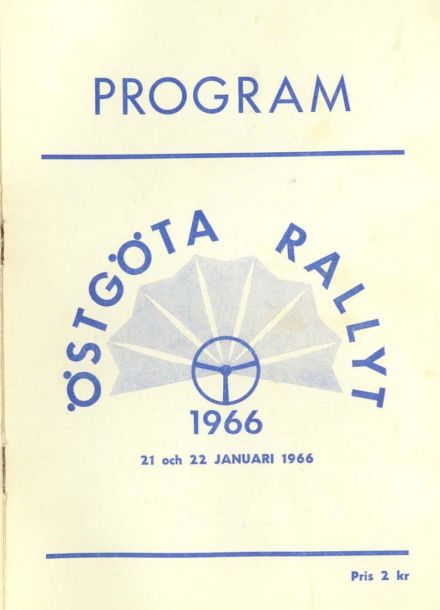 PROGRAM
ÖSTGÖTA RALLYT
1966
21 och 22 JANUARI 1966
Pris 2 kr